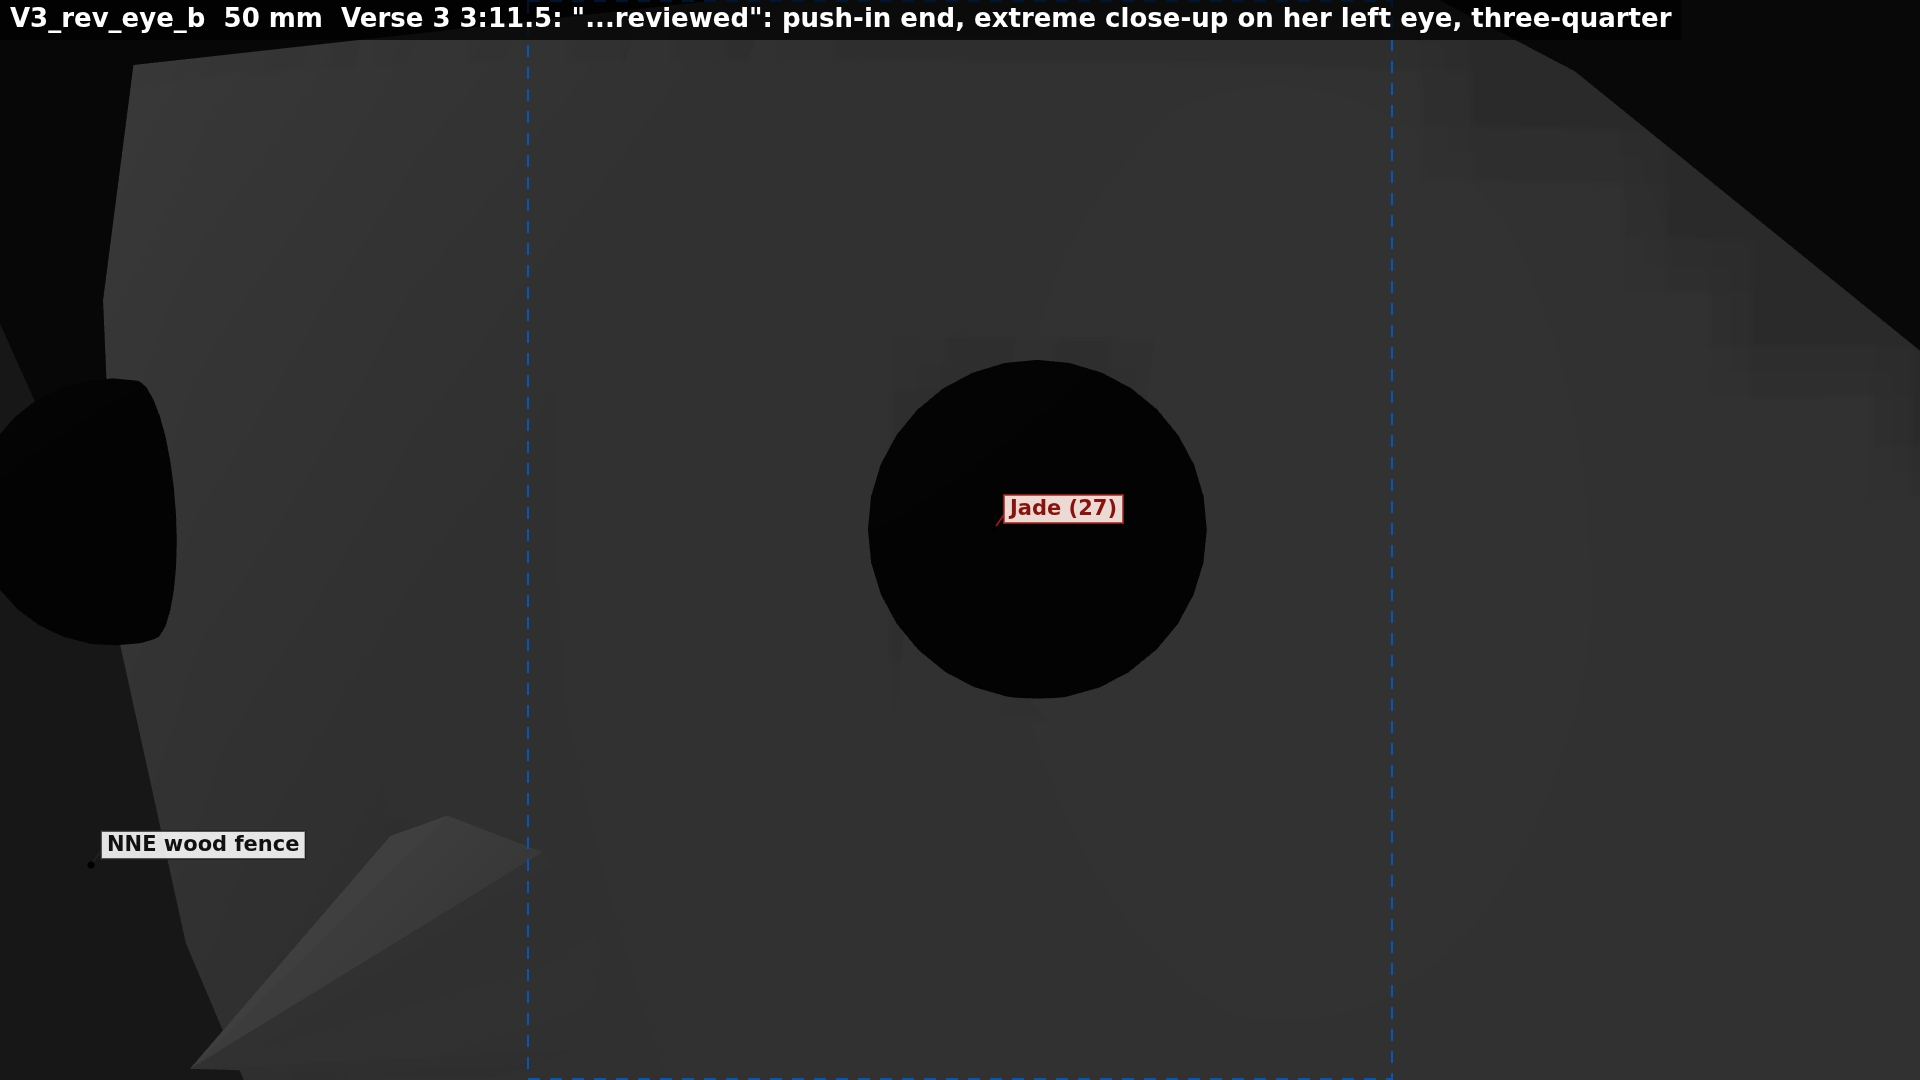 V3_rev_eye_b 50 mm Verse 3 3:11.5: "...reviewed": push-in end, extreme close-up on her left eye, three-quarter
Jade (27)
NNE wood fence